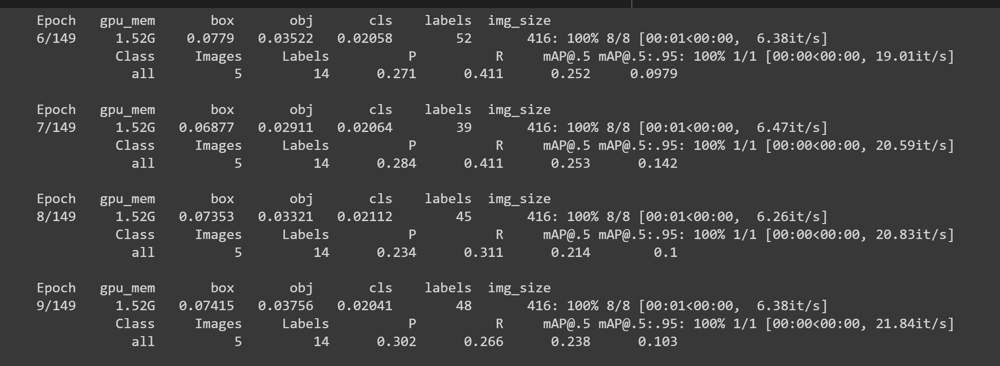 Epoch gpu_mem box obj cls labels img_size
6/149 1.52G 0.0779 0.03522 0.02058 52 416: 100% 8/8 [00:01<00:00, 6.38it/s]
Class Images Labels P R mAP@.5 mAP@.5:.95: 100% 1/1 [00:00<00:00, 19.01it/s]
all 5 14 0.271 0.411 0.252 0.0979
Epoch gpu_mem box obj cls labels img_size
7/149 1.52G 0.06877 0.02911 0.02064 39 416: 100% 8/8 [00:01<00:00, 6.47it/s]
Class Images Labels P R mAP@.5 mAP@.5:.95: 100% 1/1 [00:00<00:00, 20.59it/s]
all 5 14 0.284 0.411 0.253 0.142
Epoch gpu_mem box obj cls labels img_size
8/149 1.52G 0.07353 0.03321 0.02112 45 416: 100% 8/8 [00:01<00:00, 6.26it/s]
Class Images Labels P R mAP@.5 mAP@.5:.95: 100% 1/1 [00:00<00:00, 20.83it/s]
all 5 14 0.234 0.311 0.214 0.1
Epoch gpu_mem box obj cls labels img_size
9/149 1.52G 0.07415 0.03756 0.02041 48 416: 100% 8/8 [00:01<00:00, 6.38it/s]
Class Images Labels P R mAP@.5 mAP@.5:.95: 100% 1/1 [00:00<00:00, 21.84it/s]
all 5 14 0.302 0.266 0.238 0.103